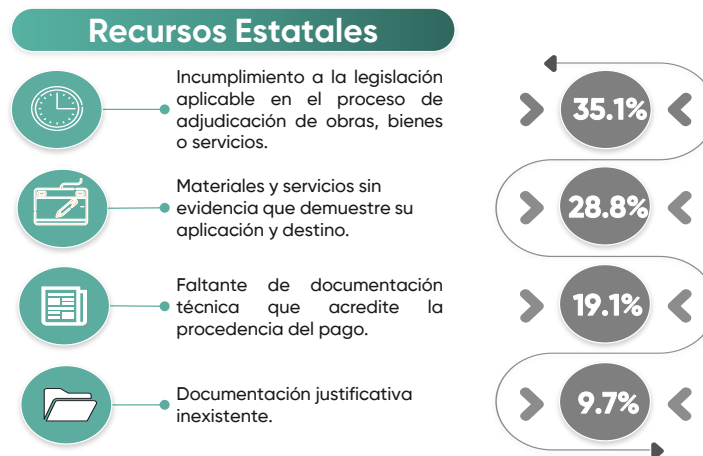 Recursos Estatales
Incumplimiento a la legislación
aplicable en el proceso de
adjudicación de obras, bienes
o servicios.
35.1%
Materiales y servicios sin
evidencia que demuestre su
aplicación y destino.
28.8%
Faltante de documentación
técnica que acredite la
procedencia del pago.
19.1%
Documentación justificativa
inexistente.
9.7%